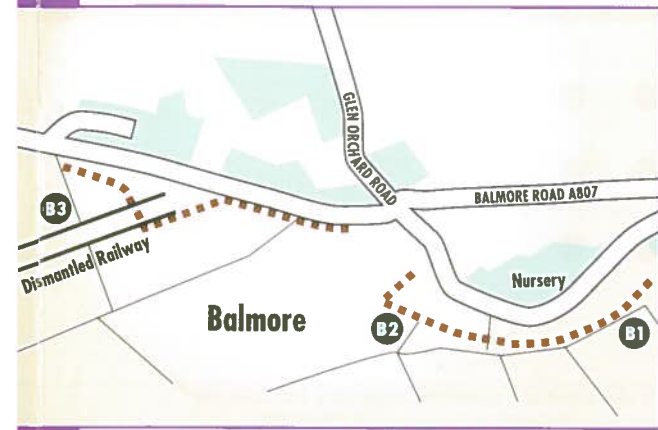 GLEN ORCHARD ROAD
BALMORE ROAD A807
B3
Dismantled Railway
Nursery
Balmore
B2
B1